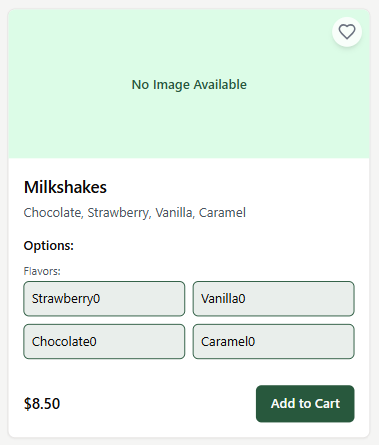 No Image Available
Milkshakes
Chocolate, Strawberry, Vanilla, Caramel
Options:
Flavors:
Strawberry0 Vanilla0
Chocolate0 Caramel0
$8.50 Add to Cart